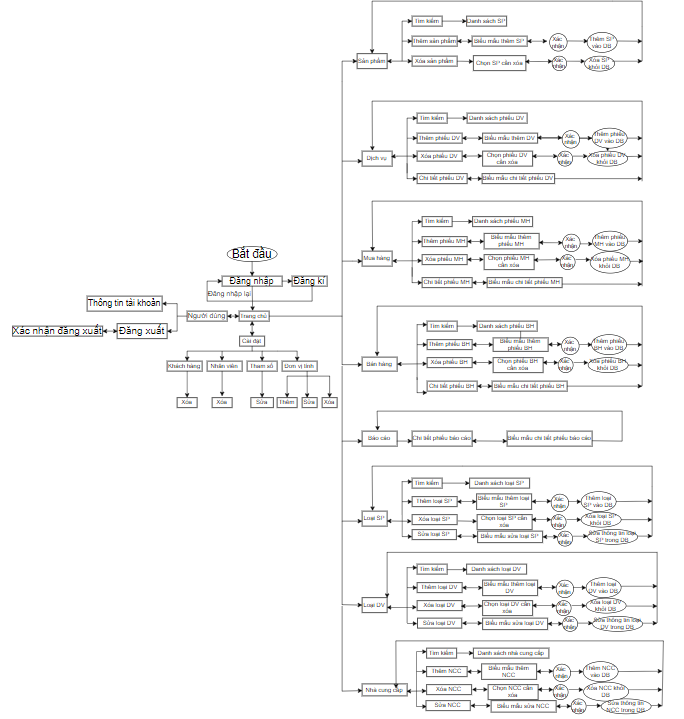 Tìm kiếm
Danh sách SP
Thêm sản phẩm
Biểu mẫu thêm SP
Xác
nhận
Thêm SP
vào DB
Sản phẩm
Xóa sản phẩm
Chọn SP cần xóa
Xác
nhận
Xóa SP
khỏi DB
Tìm kiếm
Danh sách phiếu DV
Thêm phiếu DV
Biểu mẫu thêm DV
Xác
nhận
Thêm phiếu
DV vào DB
Dịch vụ
Xóa phiếu DV
Chọn phiếu DV
cần xóa
Xác
nhận
Xóa phiếu DV
khỏi DB
Chi tiết phiếu DV
Biểu mẫu chi tiết phiếu DV
Tìm kiếm
Danh sách phiếu MH
Thêm phiếu MH
Biểu mẫu thêm
phiếu MH
Xác
nhận
Thêm phiếu
MH vào DB
Mua hàng
Xóa phiếu MH
Chọn phiếu MH
cần xóa
Xác
nhận
Xóa phiếu MH
khỏi DB
Chi tiết phiếu MH
Biểu mẫu chi tiết phiếu MH
Bắt đầu
Đăng nhập
Đăng kí
Đăng nhập lại
Thông tin tài khoản
Người dùng
Trang chủ
Xác nhận đăng xuất
Đăng xuất
Cài đặt
Khách hàng
Nhân viên
Tham số
Đơn vị tính
Xóa
Xóa
Sửa
Thêm
Sửa
Xóa
Tìm kiếm
Danh sách phiếu BH
Thêm phiếu BH
Biểu mẫu thêm
phiếu BH
Xác
nhận
Thêm phiếu
BH vào DB
Bán hàng
Xóa phiếu BH
Chọn phiếu BH
cần xóa
Xác
nhận
Xóa phiếu BH
khỏi DB
Chi tiết phiếu BH
Biểu mẫu chi tiết phiếu BH
Báo cáo
Chi tiết phiếu báo cáo
Biểu mẫu chi tiết phiếu báo cáo
Tìm kiếm
Danh sách loại SP
Thêm loại SP
Biểu mẫu thêm loại
SP
Xác
nhận
Thêm loại
SP vào DB
Loại SP
Xóa loại SP
Chọn loại SP cần
xóa
Xác
nhận
Xóa loại SP
khỏi DB
Sửa loại SP
Biểu mẫu sửa loại SP
Xác
nhận
Sửa thông tin loại
SP trong DB
Tìm kiếm
Danh sách loại DV
Thêm loại DV
Biểu mẫu thêm loại
DV
Xác
nhận
Thêm loại
DV vào DB
Loại DV
Xóa loại DV
Chọn loại DV cần
xóa
Xác
nhận
Xóa loại DV
khỏi DB
Sửa loại DV
Biểu mẫu sửa loại DV
Xác
nhận
Sửa thông tin loại
DV trong DB
Tìm kiếm
Danh sách nhà cung cấp
Thêm NCC
Biểu mẫu thêm
NCC
Xác
nhận
Thêm NCC
vào DB
Nhà cung cấp
Xóa NCC
Chọn NCC cần
xóa
Xác
nhận
Xóa NCC khỏi
DB
Sửa NCC
Biểu mẫu sửa NCC
Xác
nhận
Sửa thông tin
NCC trong DB